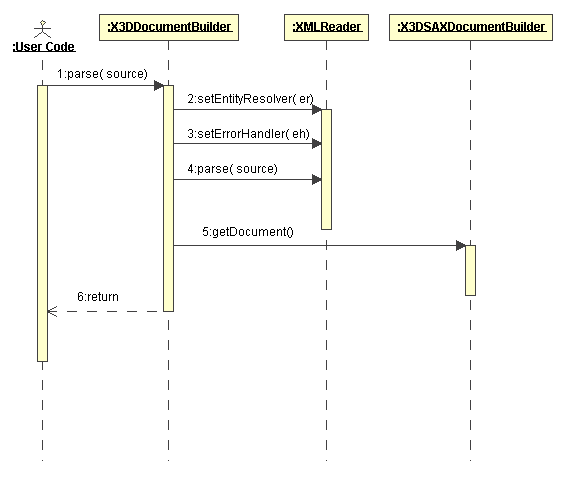 :User Code
:X3DDocumentBuilder
:XMLReader
:X3DSAXDocumentBuilder
1:parse( source)
2:setEntityResolver( er)
3:setErrorHandler( eh)
4:parse( source)
5:getDocument()
6:return